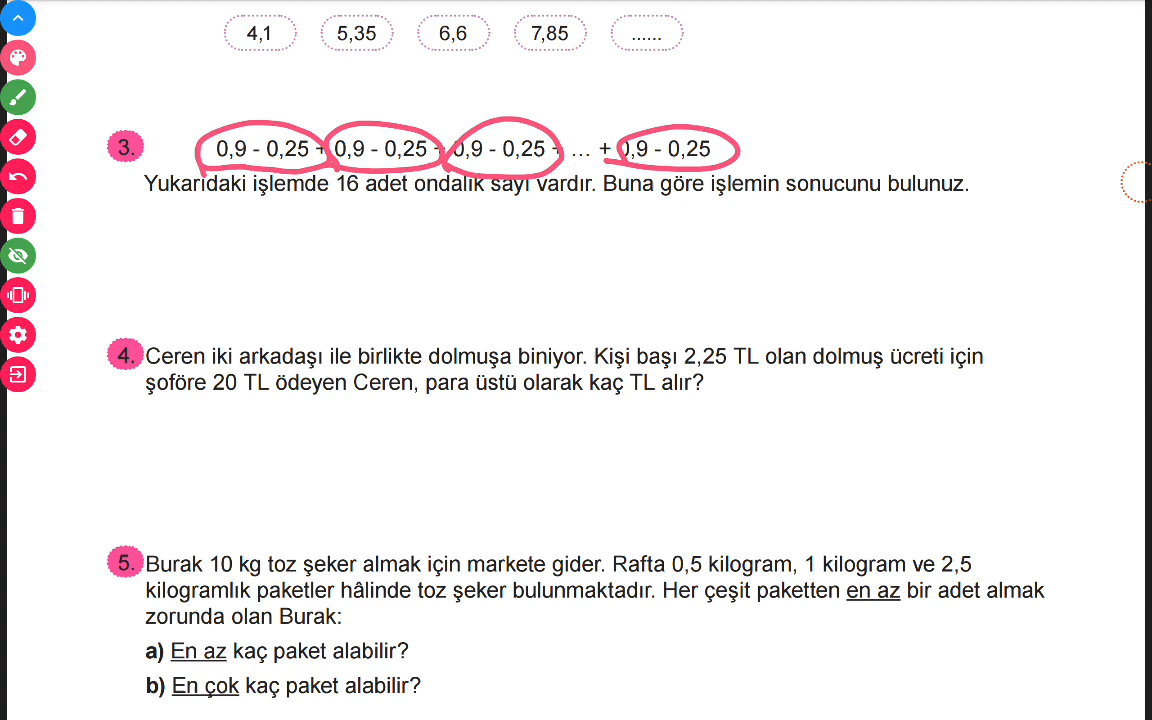 4,1 5,35 6,6 7,85 ......
3. 0,9 - 0,25 + 0,9 - 0,25 + 0,9 - 0,25 + ... + 0,9 - 0,25
Yukarıdaki işlemde 16 adet ondalık sayı vardır. Buna göre işlemin sonucunu bulunuz.
4. Ceren iki arkadaşı ile birlikte dolmuşa biniyor. Kişi başı 2,25 TL olan dolmuş ücreti için
şoföre 20 TL ödeyen Ceren, para üstü olarak kaç TL alır?
5. Burak 10 kg toz şeker almak için markete gider. Rafta 0,5 kilogram, 1 kilogram ve 2,5
kilogramlık paketler hâlinde toz şeker bulunmaktadır. Her çeşit paketten en az bir adet almak
zorunda olan Burak:
a) En az kaç paket alabilir?
b) En çok kaç paket alabilir?